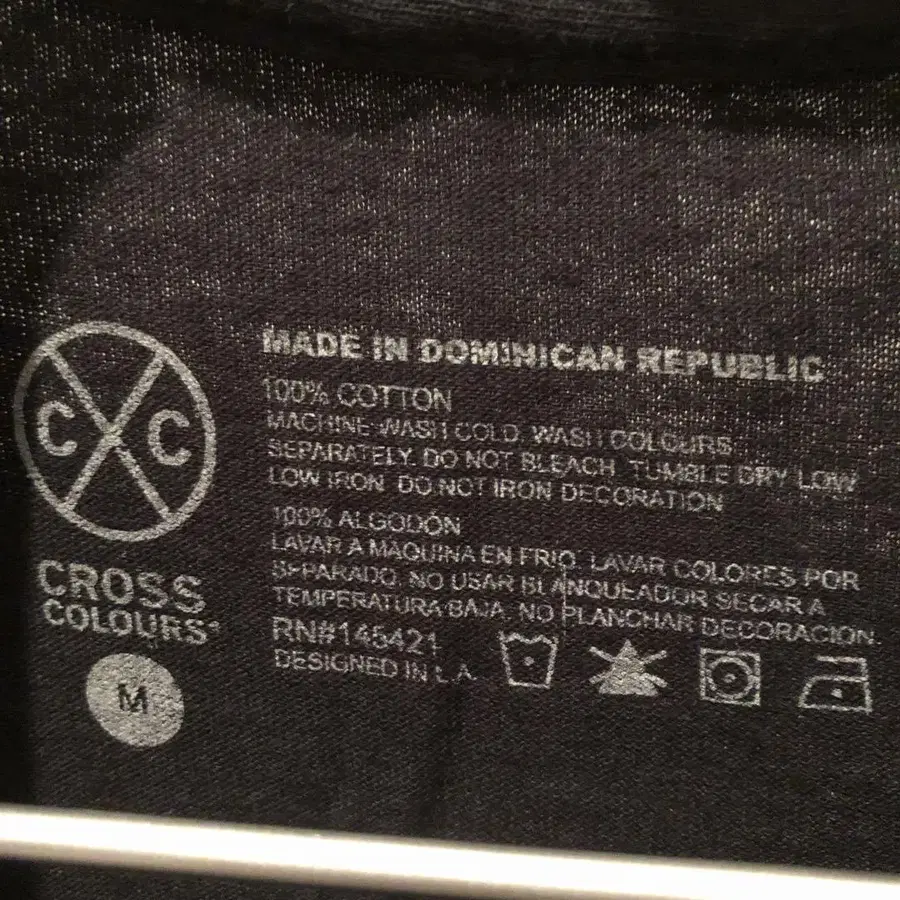 C C
CROSS
COLOURS
M
MADE IN DOMINICAN REPUBLIC
100% COTTON
MACHINE WASH COLD. WASH COLOURS
SEPARATELY. DO NOT BLEACH. TUMBLE DRY LOW
LOW IRON. DO NOT IRON DECORATION
100% ALGODÓN
LAVAR A MAQUINA EN FRIO. LAVAR COLORES POR
SEPARADO. NO USAR BLANQUEADOR SECAR A
TEMPERATURA BAJA. NO PLANCHAR DECORACION.
RN#145421
DESIGNED IN L.A.